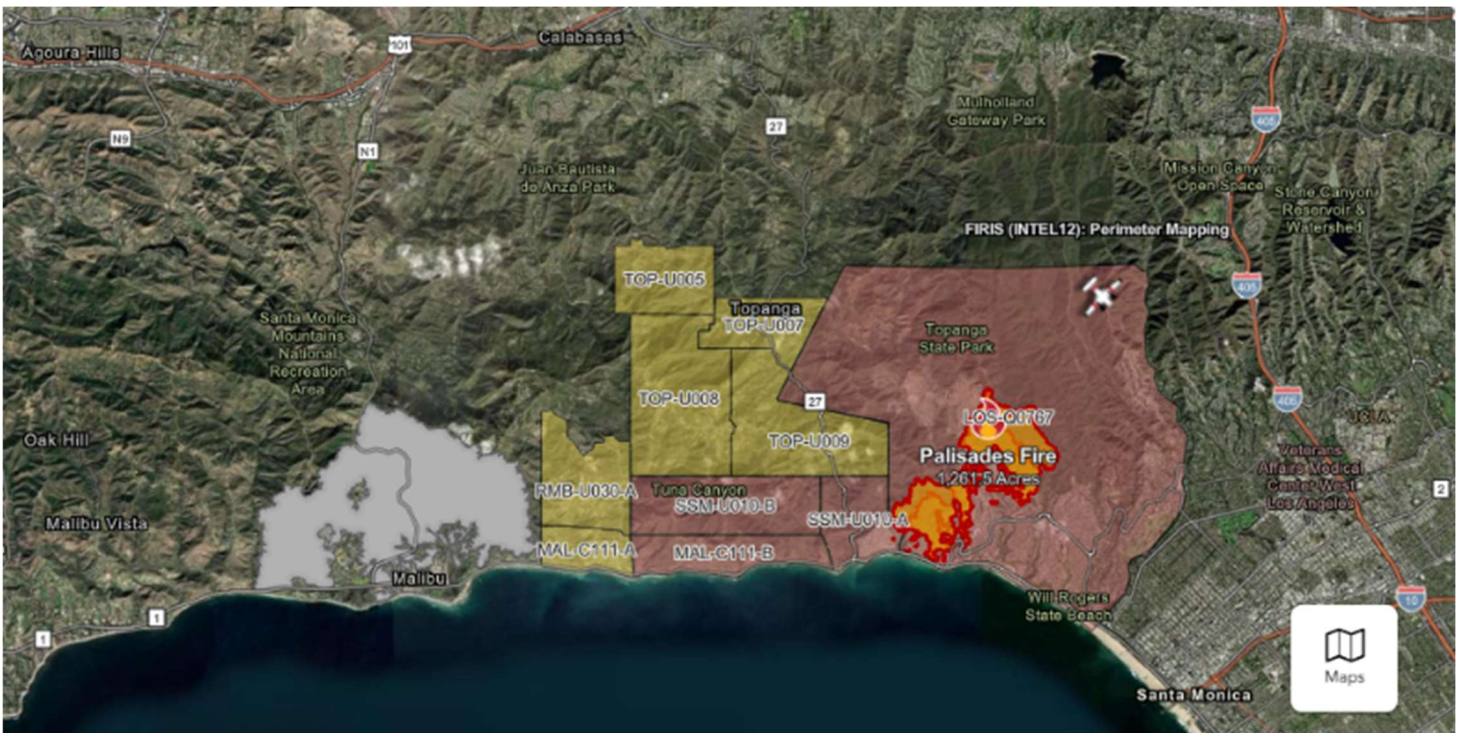 Agoura Hills
101
Calabasas
N9
N1
27
Mulholland
Gateway Park
405
Juan Bautista
de Anza Park
Mission Canyon
Open Space
Stone Canyon
Reservoir &
Watershed
FIRIS (INTEL12): Perimeter Mapping
TOP-U005
405
Topanga
TOP-U007
Santa Monica
Mountains
National
Recreation
Area
Topanga
State Park
TOP-U008
27
405
UCLA
LOS-Q0767
Oak Hill
TOP-U009
Palisades Fire
1,261.5 Acres
Veterans
Affairs Medical
Center West
Los Angeles
RMB-U030-A
Tuna Canyon
SSM-U010-B
SSM-U010-A
2
Malibu Vista
MAL-C111-A
MAL-C111-B
Malibu
Will Rogers
State Beach
10
1
1
Maps
Santa Monica